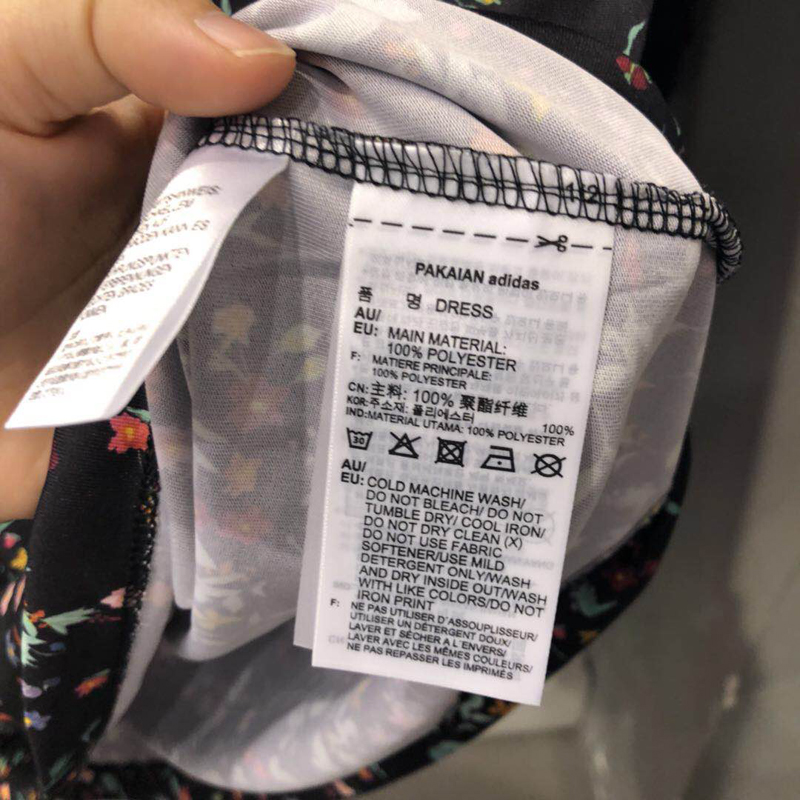 12
PAKAIAN adidas
품 명 DRESS
AU/
EU: MAIN MATERIAL:
100% POLYESTER
F: MATIERE PRINCIPALE:
100% POLYESTER
CN:主料: 100% 聚酯纤维
KOR:주소재: 폴리에스터 100%
IND:MATERIAL UTAMA: 100% POLYESTER
30
AU/
EU: COLD MACHINE WASH/
DO NOT BLEACH/ DO NOT
TUMBLE DRY/ COOL IRON/
DO NOT DRY CLEAN (X)
DO NOT USE FABRIC
SOFTENER/USE MILD
DETERGENT ONLY/WASH
AND DRY INSIDE OUT/WASH
WITH LIKE COLORS/DO NOT
IRON PRINT
F: NE PAS UTILISER D'ASSOUPLISSEUR/
UTILISER UN DÉTERGENT DOUX/
LAVER ET SÉCHER A L'ENVERS/
LAVER AVEC LES MÊMES COULEURS/
NE PAS REPASSER LES IMPRIMÉS